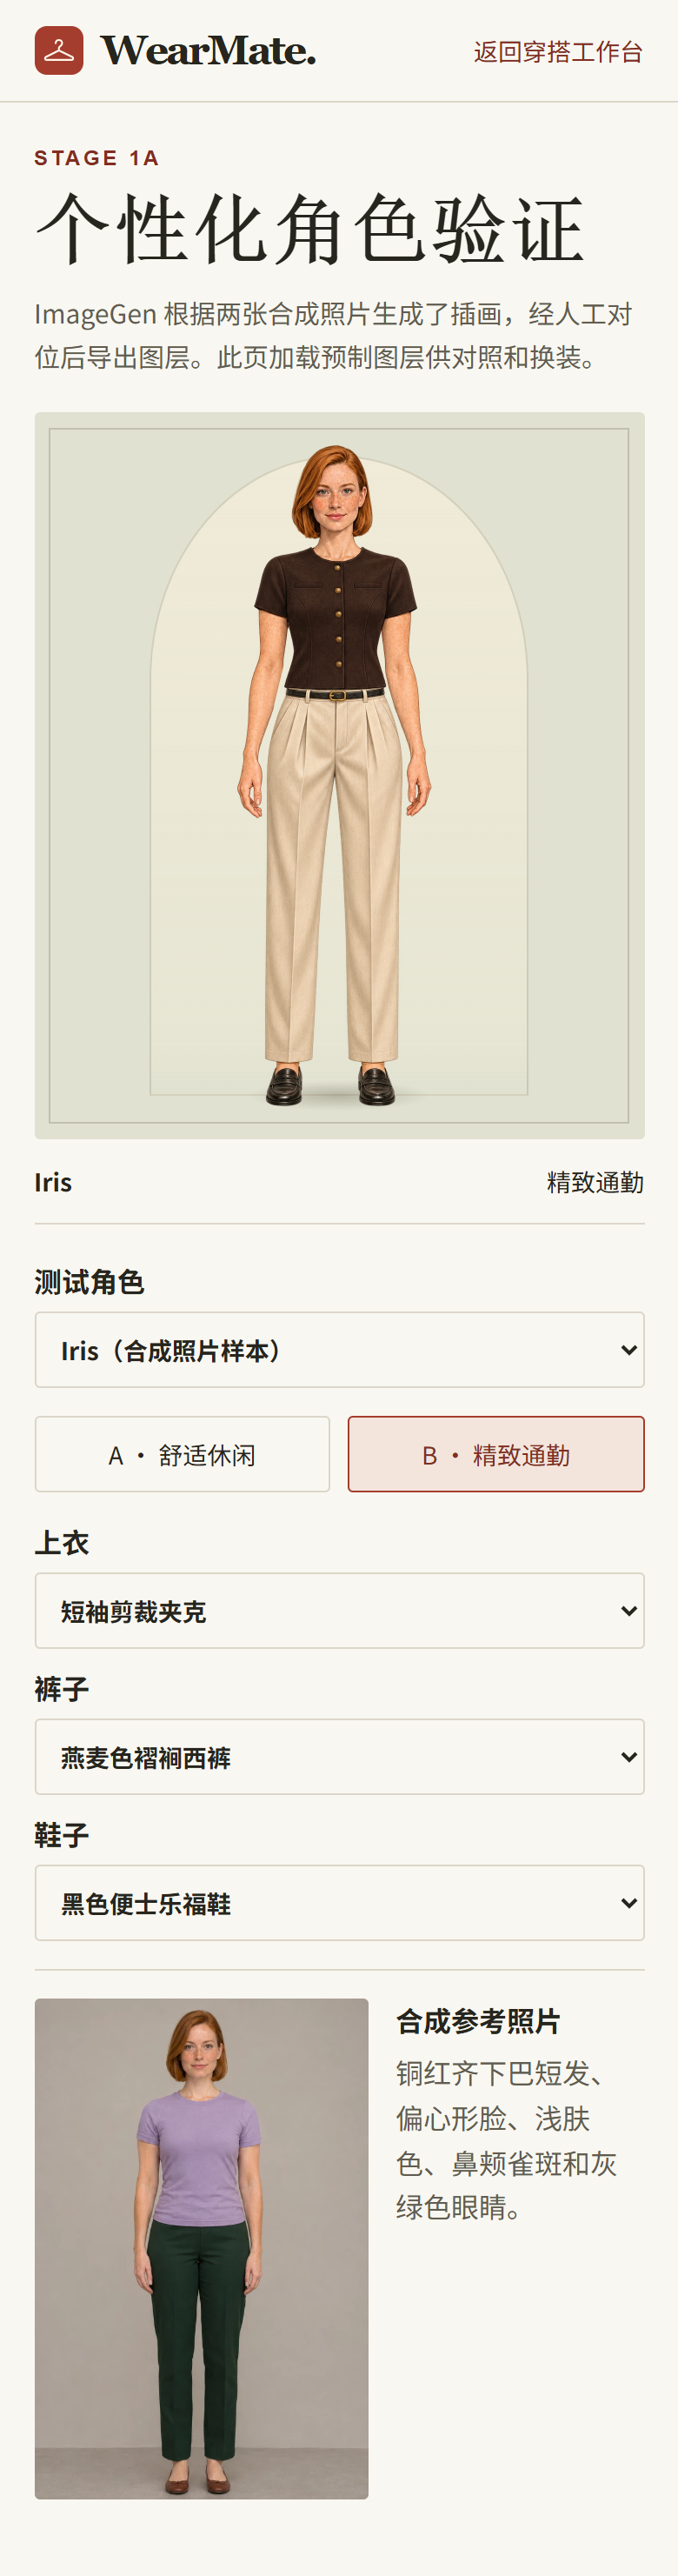 WearMate.
返回穿搭工作台
STAGE 1A
个性化角色验证
ImageGen 根据两张合成照片生成了插画，经人工对
位后导出图层。此页加载预制图层供对照和换装。
Iris
精致通勤
测试角色
Iris（合成照片样本）
A · 舒适休闲
B · 精致通勤
上衣
短袖剪裁夹克
裤子
燕麦色褶裥西裤
鞋子
黑色便士乐福鞋
合成参考照片
铜红齐下巴短发、
偏心形脸、浅肤
色、鼻颊雀斑和灰
绿色眼睛。